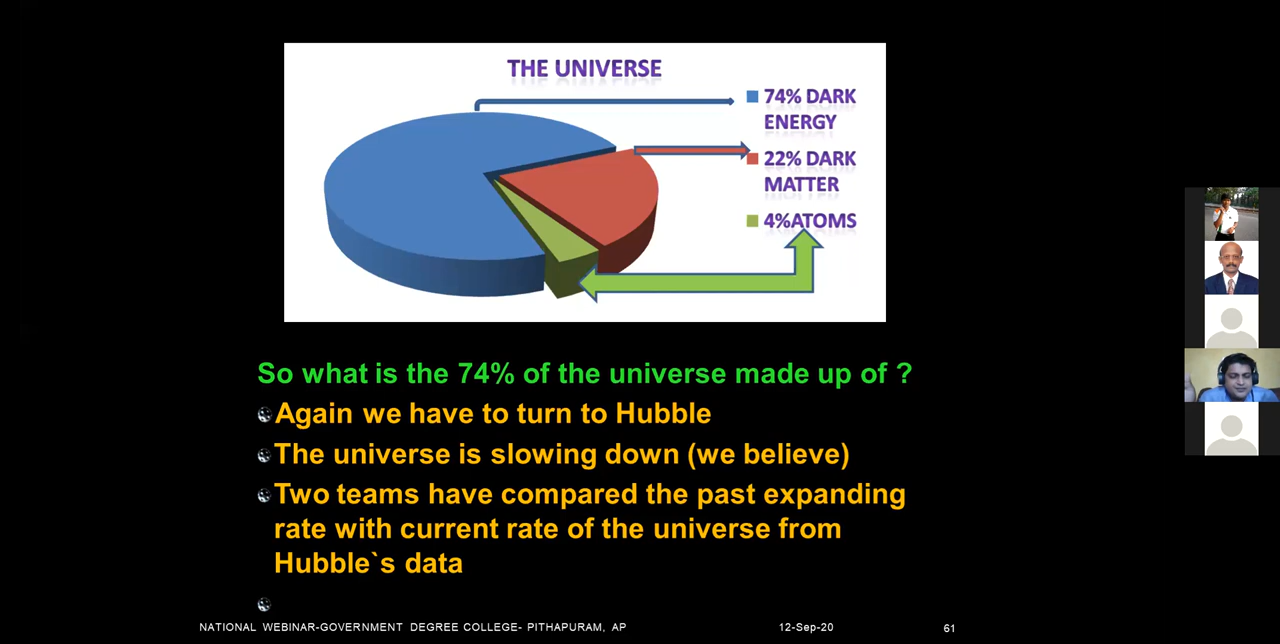 THE UNIVERSE
74% DARK
ENERGY
22% DARK
MATTER
4%ATOMS
So what is the 74% of the universe made up of ?
Again we have to turn to Hubble
The universe is slowing down (we believe)
Two teams have compared the past expanding
rate with current rate of the universe from
Hubble`s data
NATIONAL WEBINAR-GOVERNMENT DEGREE COLLEGE- PITHAPURAM, AP
12-Sep-20
61